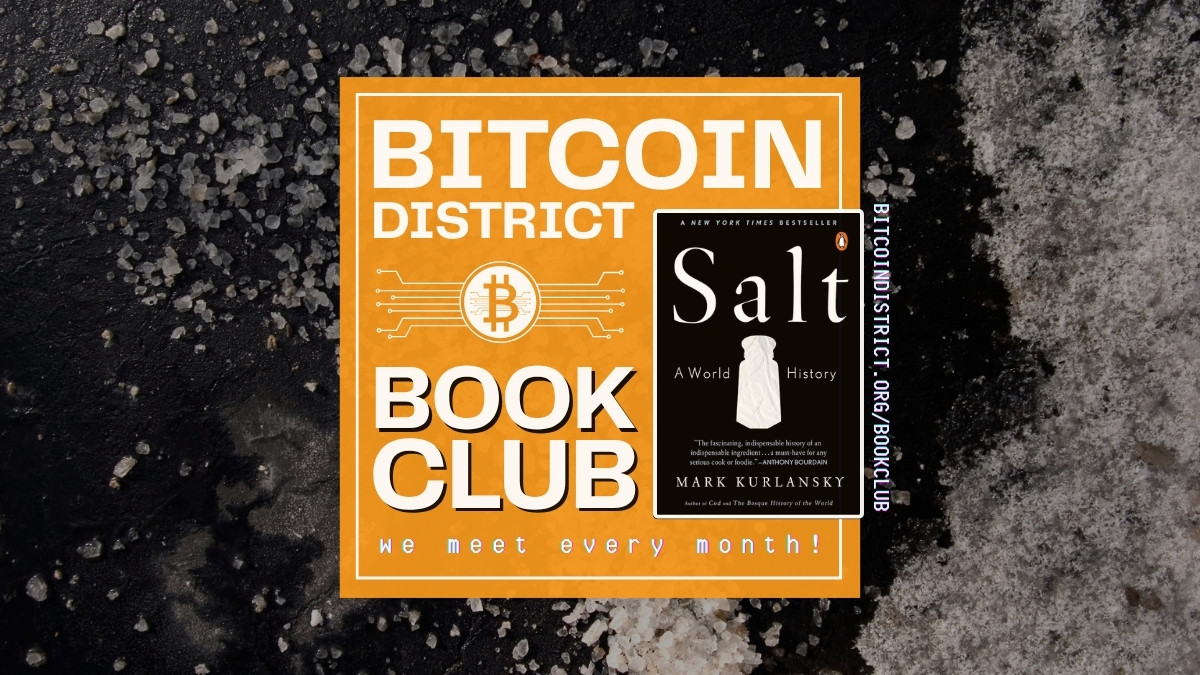 BITCOIN
DISTRICT
BOOK
CLUB
we meet every month!
A NEW YORK TIMES BESTSELLER
Salt
A World History
"The fascinating, indispensable history of an
indispensable ingredient . . . a must-have for any
serious cook or foodie." —ANTHONY BOURDAIN
MARK KURLANSKY
Author of Cod and The Basque History of the World
BITCOINDISTRICT.ORG/BOOKCLUB